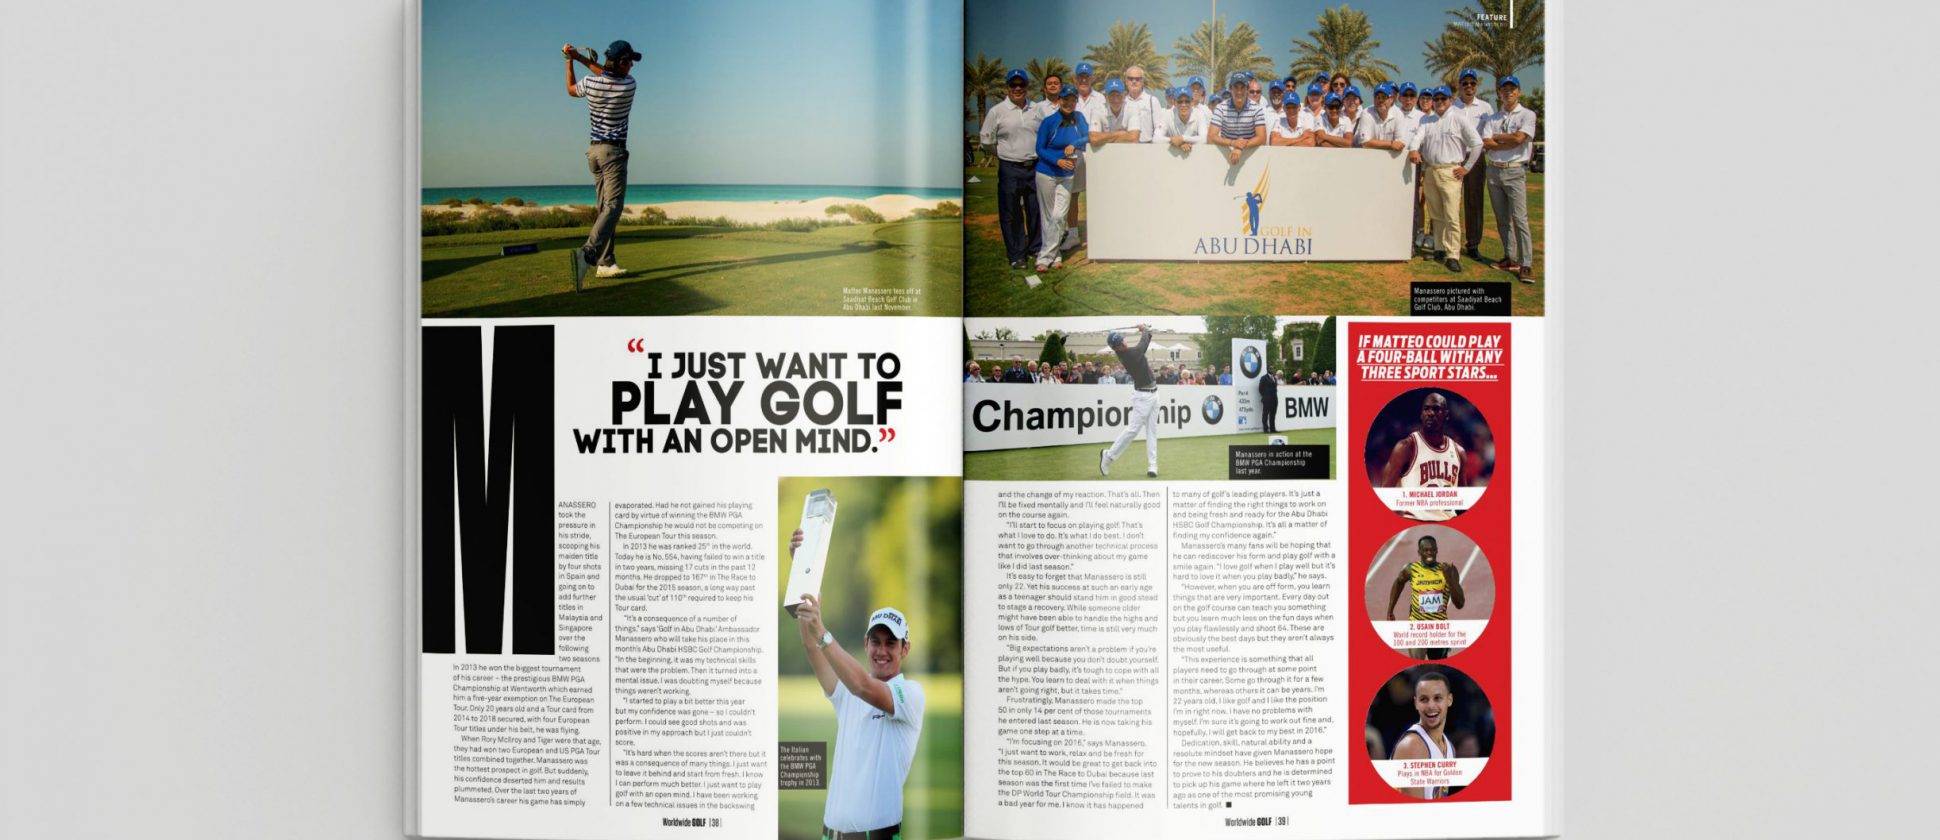 Matteo Manassero tees off at
Saadiyat Beach Golf Club in
Abu Dhabi last November.
“I JUST WANT TO
PLAY GOLF
WITH AN OPEN MIND.”
M
ANASSERO
took the
pressure in
his stride,
scooping his
maiden title
by four shots
in Spain and
going on to
add further
titles in
Malaysia and
Singapore
over the
following
two seasons
In 2013 he won the biggest tournament
of his career – the prestigious BMW PGA
Championship at Wentworth which earned
him a five-year exemption on The European
Tour. Only 20 years old and a Tour card from
2014 to 2018 secured, with four European
Tour titles under his belt, he was flying.
When Rory McIlroy and Tiger were that age,
they had won two European and US PGA Tour
titles combined together. Manassero was
the hottest prospect in golf. But suddenly,
his confidence deserted him and results
plummeted. Over the last two years of
Manassero's career his game has simply
evaporated. Had he not gained his playing
card by virtue of winning the BMW PGA
Championship he would not be competing on
The European Tour this season.
In 2013 he was ranked 25th in the world.
Today he is No. 554, having failed to win a title
in two years, missing 17 cuts in the past 12
months. He dropped to 167th in The Race to
Dubai for the 2015 season, a long way past
the usual 'cut' of 110th required to keep his
Tour card.
“It's a consequence of a number of
things,” says 'Golf in Abu Dhabi' Ambassador
Manassero who will take his place in this
month's Abu Dhabi HSBC Golf Championship.
“In the beginning, it was my technical skills
that were the problem. Then it turned into a
mental issue. I was doubting myself because
things weren't working.
“I started to play a bit better this year
but my confidence was gone – so I couldn't
perform. I could see good shots and was
positive in my approach but I just couldn't
score.
“It's hard when the scores aren't there but it
was a consequence of many things. I just want
to leave it behind and start from fresh. I know
I can perform much better. I just want to play
golf with an open mind. I have been working
on a few technical issues in the backswing
The Italian
celebrates with
the BMW PGA
Championship
trophy in 2013.
ABU DHABI
Worldwide GOLF |38|
FEATURE
GOLF IN
ABU DHABI
Manassero pictured with
competitors at Saadiyat Beach
Golf Club, Abu Dhabi.
Championship
BMW
Manassero in action at the
BMW PGA Championship
last year.
and the change of my reaction. That's all. Then
I'll be fixed mentally and I'll feel naturally good
on the course again.
“I'll start to focus on playing golf. That's
what I love to do. It's what I do best. I don't
want to go through another technical process
that involves over-thinking about my game
like I did last season.”
It's easy to forget that Manassero is still
only 22. Yet his success at such an early age
as a teenager should stand him in good stead
to stage a recovery. While someone older
might have been able to handle the highs and
lows of Tour golf better, time is still very much
on his side.
“Big expectations aren't a problem if you're
playing well because you don't doubt yourself.
But if you play badly, it's tough to cope with all
the hype. You learn to deal with it when things
aren't going right, but it takes time.”
Frustratingly, Manassero made the top
50 in only 14 per cent of those tournaments
he entered last season. He is now taking his
game one step at a time.
“I'm focusing on 2016,” says Manassero.
“I just want to work, relax and be fresh for
this season. It would be great to get back into
the top 60 in The Race to Dubai because last
season was the first time I've failed to make
the DP World Tour Championship field. It was
a bad year for me. I know it has happened
to many of golf's leading players. It's just a
matter of finding the right things to work on
and being fresh and ready for the Abu Dhabi
HSBC Golf Championship. It's all a matter of
finding my confidence again.”
Manassero's many fans will be hoping that
he can rediscover his form and play golf with a
smile again. “I love golf when I play well but it's
hard to love it when you play badly,” he says.
“However, when you are off form, you learn
things that are very important. Every day out
on the golf course can teach you something
but you learn much less on the fun days when
you play flawlessly and shoot 64. These are
obviously the best days but they aren't always
the most useful.
“This experience is something that all
players need to go through at some point
in their career. Some go through it for a few
months, whereas others it can be years. I'm
22 years old, I like golf and I like the position
I'm in right now. I have no problems with
myself. I'm sure it's going to work out fine and,
hopefully, I will get back to my best in 2016.”
Dedication, skill, natural ability and a
resolute mindset have given Manassero hope
for the new season. He believes he has a point
to prove to his doubters and he is determined
to pick up his game where he left it two years
ago as one of the most promising young
talents in golf. ■
IF MATTEO COULD PLAY
A FOUR-BALL WITH ANY
THREE SPORT STARS...
BULLS
1. MICHAEL JORDAN
Former NBA professional
JAMAICA
JAM
2. USAIN BOLT
World record holder for the
100 and 200 metres sprint
3. STEPHEN CURRY
Plays in NBA for Golden
State Warriors
Worldwide GOLF |39|